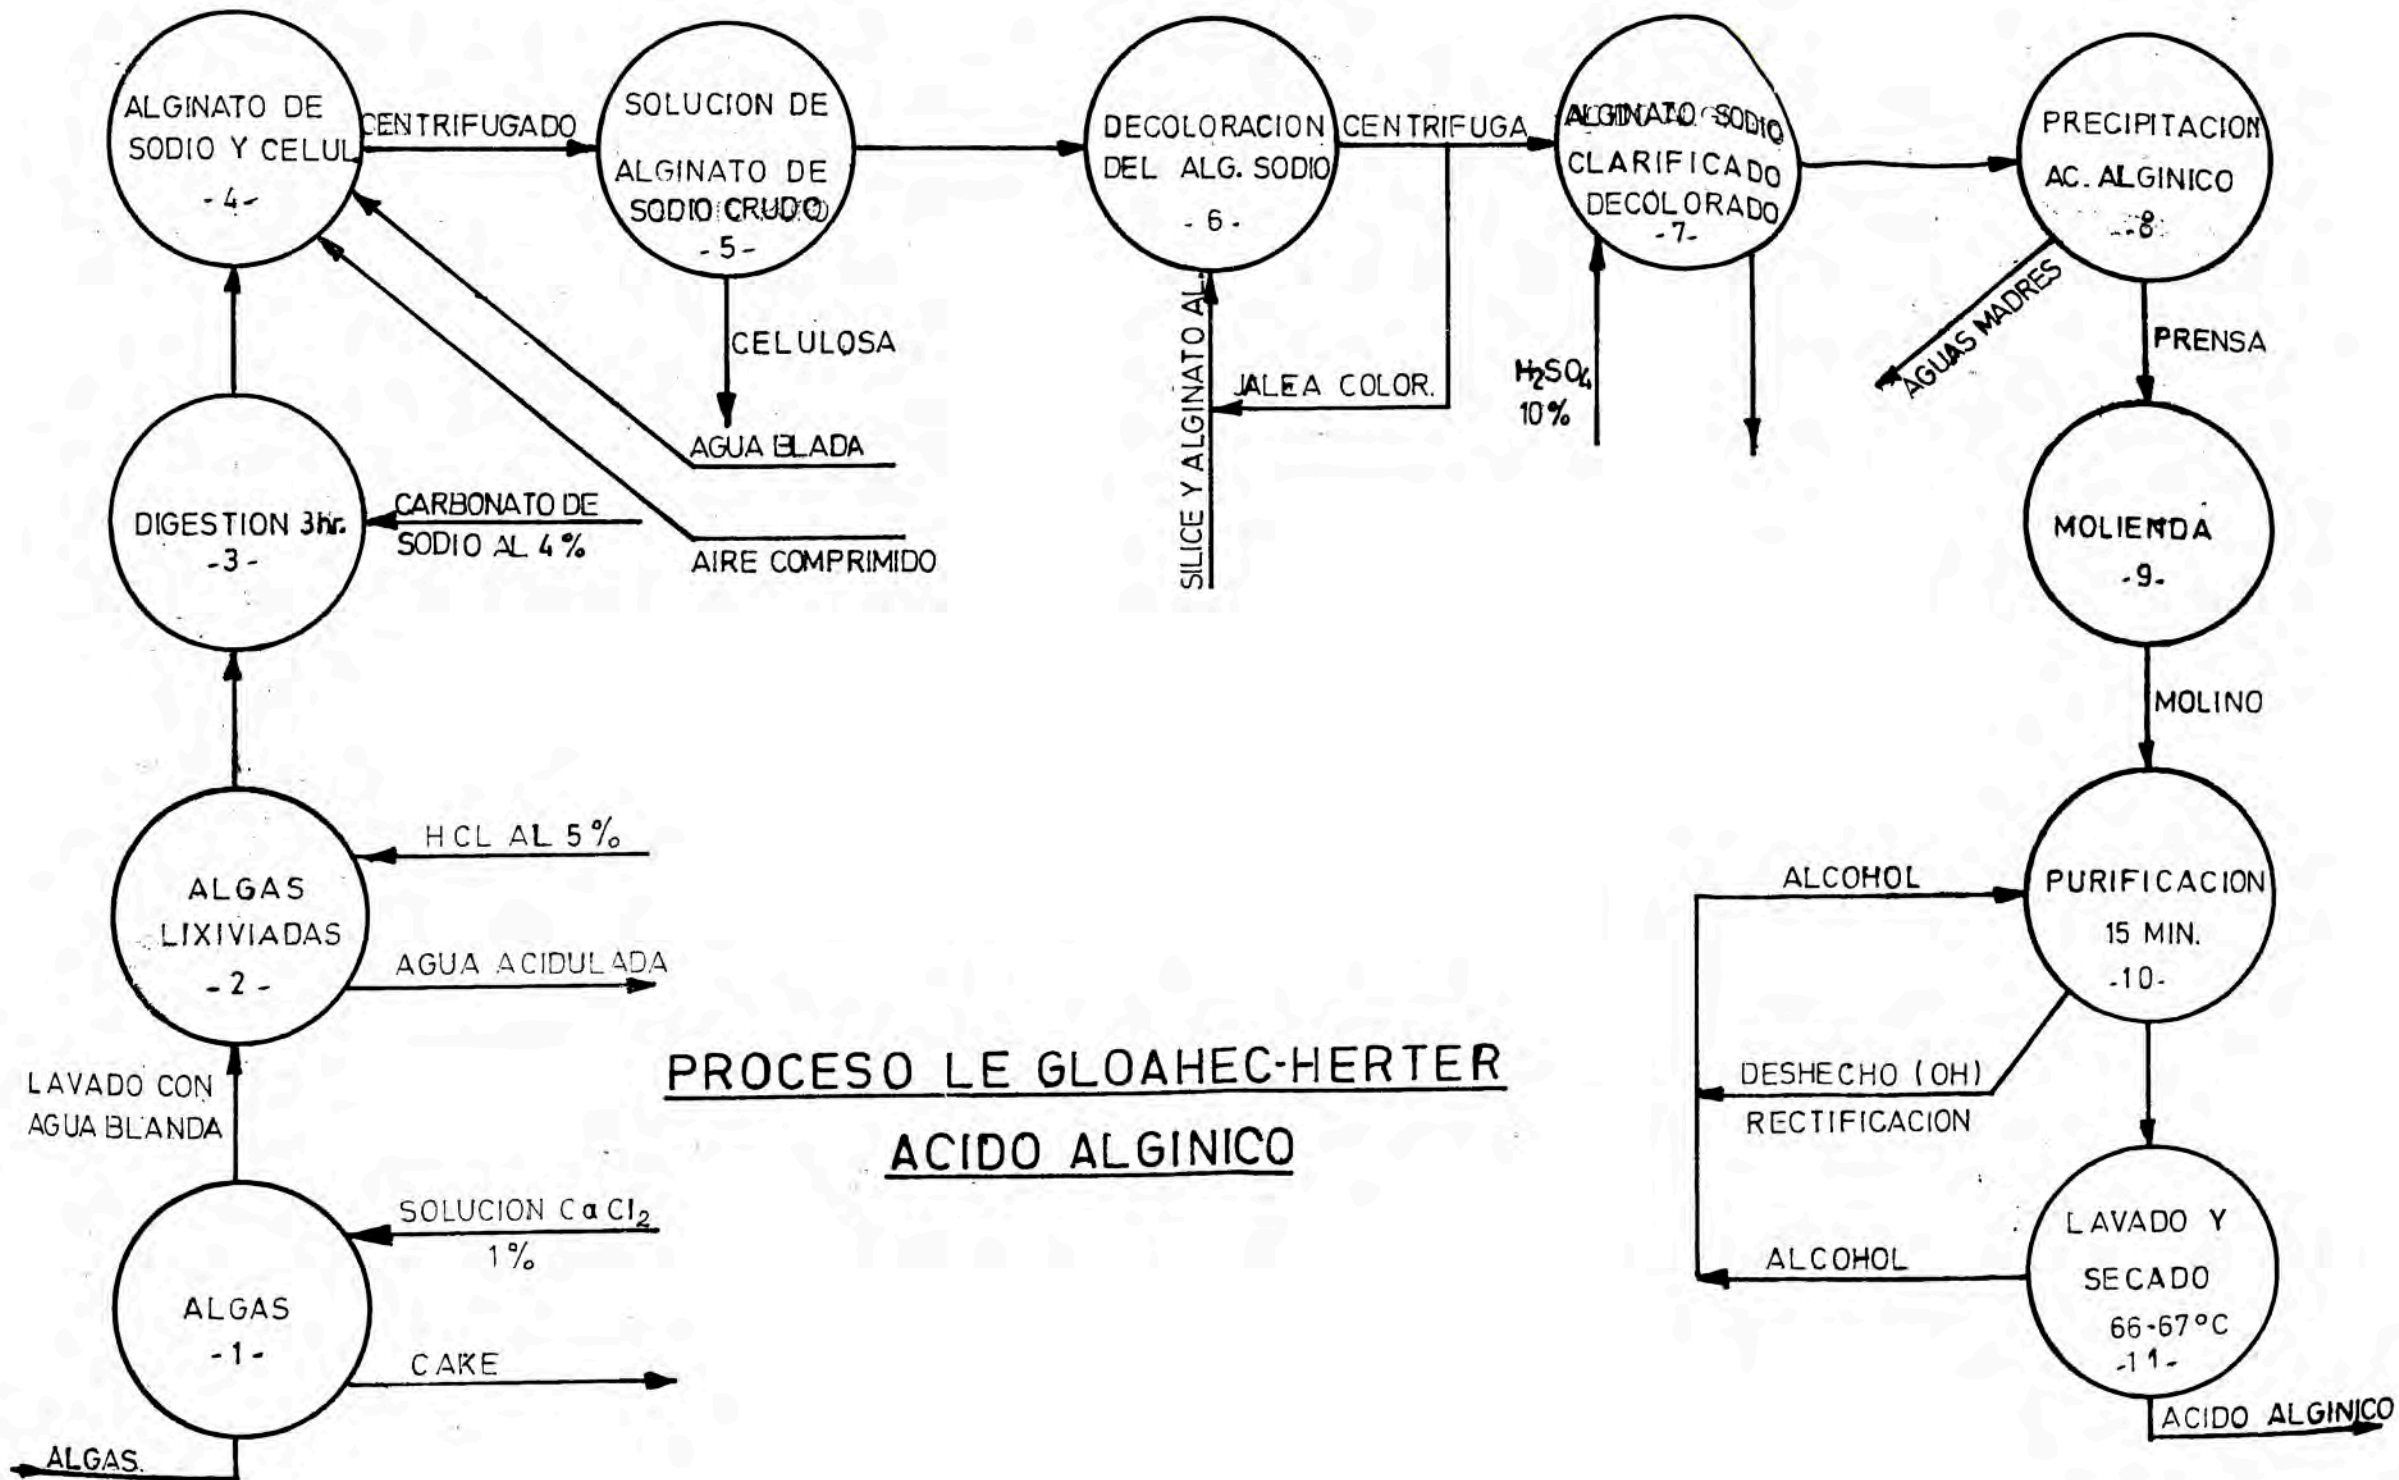 ALGINATO DE
SODIO Y CELUL.
-4-
CENTRIFUGADO
SOLUCION DE
ALGINATO DE
SODIO CRUDO
-5-
DECOLORACION
DEL ALG. SODIO
-6-
CENTRIFUGA
ALGINATO SODIO
CLARIFICADO
DECOLORADO
-7-
PRECIPITACION
AC. ALGINICO
-8-
CELULOSA
AGUA BLADA
AIRE COMPRIMIDO
SILICE Y ALGINATO AL.
JALEA COLOR.
H₂SO₄
10%
AGUAS MADRES
PRENSA
DIGESTION 3hr.
-3-
CARBONATO DE
SODIO AL 4%
MOLIENDA
-9-
MOLINO
ALGAS
LIXIVIADAS
-2-
HCL AL 5%
AGUA ACIDULADA
PURIFICACION
15 MIN.
-10-
ALCOHOL
DESHECHO (OH)
RECTIFICACION
LAVADO CON
AGUA BLANDA
PROCESO LE GLOAHEC-HERTER
ACIDO ALGINICO
ALGAS
-1-
SOLUCION CaCl₂
1%
CAKE
ALGAS.
LAVADO Y
SECADO
66-67°C
-11-
ALCOHOL
ACIDO ALGINICO